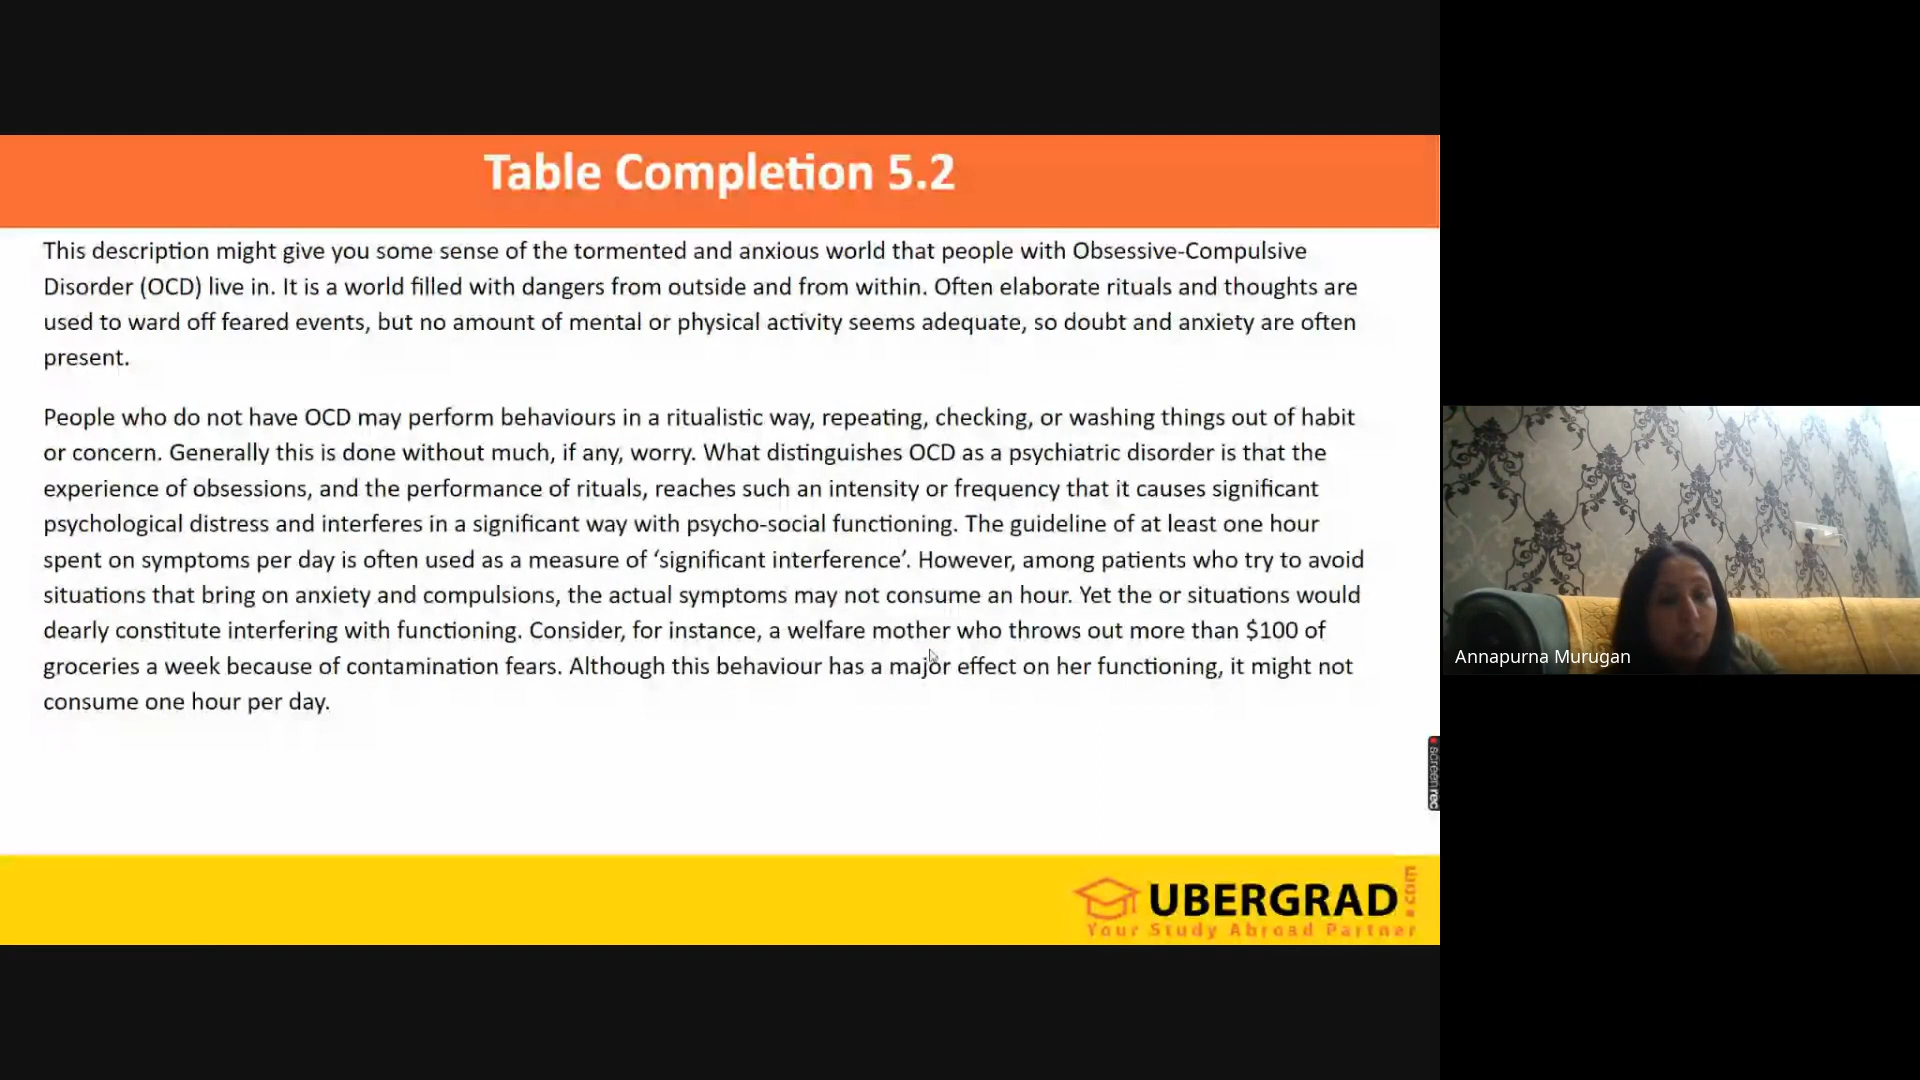 Table Completion 5.2
This description might give you some sense of the tormented and anxious world that people with Obsessive-Compulsive
Disorder (OCD) live in. It is a world filled with dangers from outside and from within. Often elaborate rituals and thoughts are
used to ward off feared events, but no amount of mental or physical activity seems adequate, so doubt and anxiety are often
present.
People who do not have OCD may perform behaviours in a ritualistic way, repeating, checking, or washing things out of habit
or concern. Generally this is done without much, if any, worry. What distinguishes OCD as a psychiatric disorder is that the
experience of obsessions, and the performance of rituals, reaches such an intensity or frequency that it causes significant
psychological distress and interferes in a significant way with psycho-social functioning. The guideline of at least one hour
spent on symptoms per day is often used as a measure of ‘significant interference’. However, among patients who try to avoid
situations that bring on anxiety and compulsions, the actual symptoms may not consume an hour. Yet the or situations would
dearly constitute interfering with functioning. Consider, for instance, a welfare mother who throws out more than $100 of
groceries a week because of contamination fears. Although this behaviour has a major effect on her functioning, it might not
consume one hour per day.
Annapurna Murugan
screenrec
UBERGRAD.com
Your Study Abroad Partner